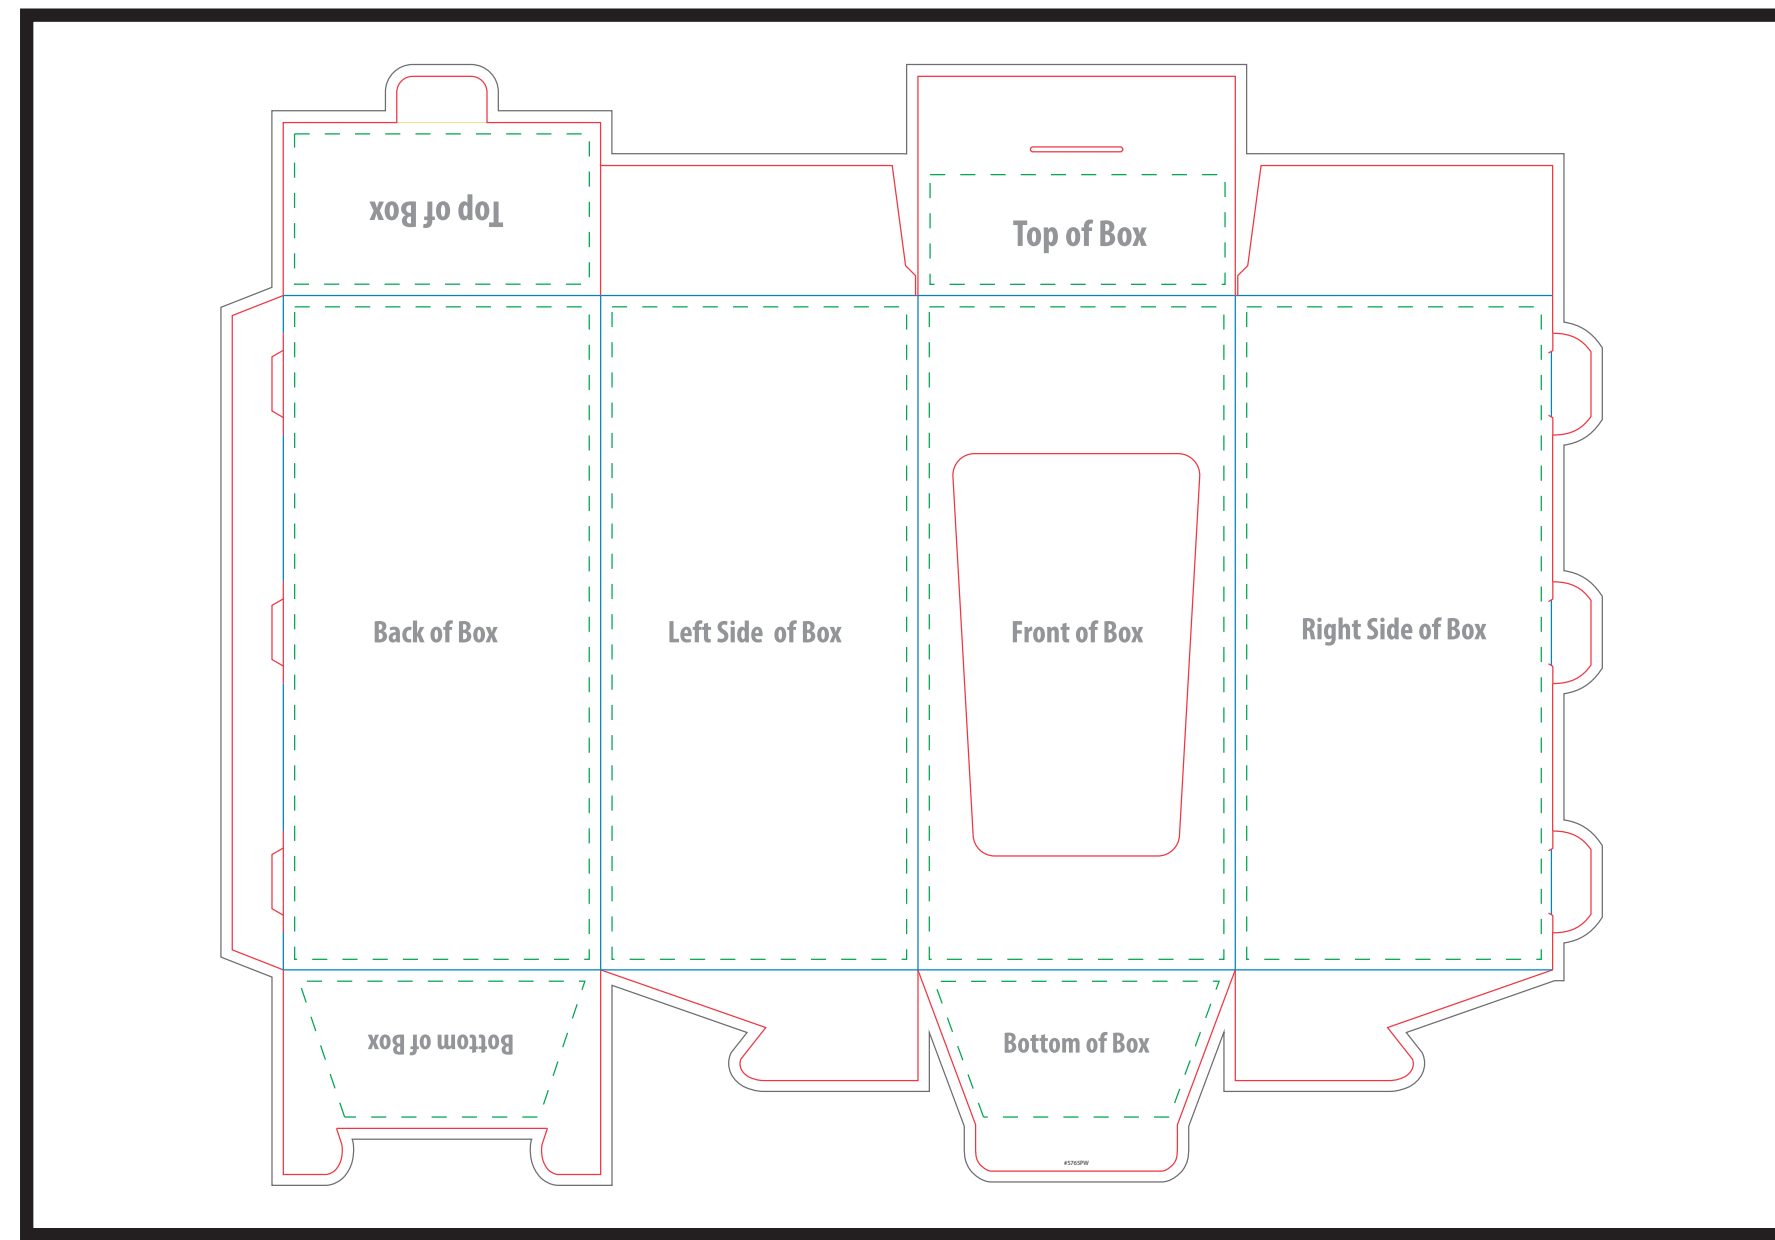 Top of Box
Top of Box
Back of Box
Left Side of Box
Front of Box
Right Side of Box
Bottom of Box
Bottom of Box
#5765PW